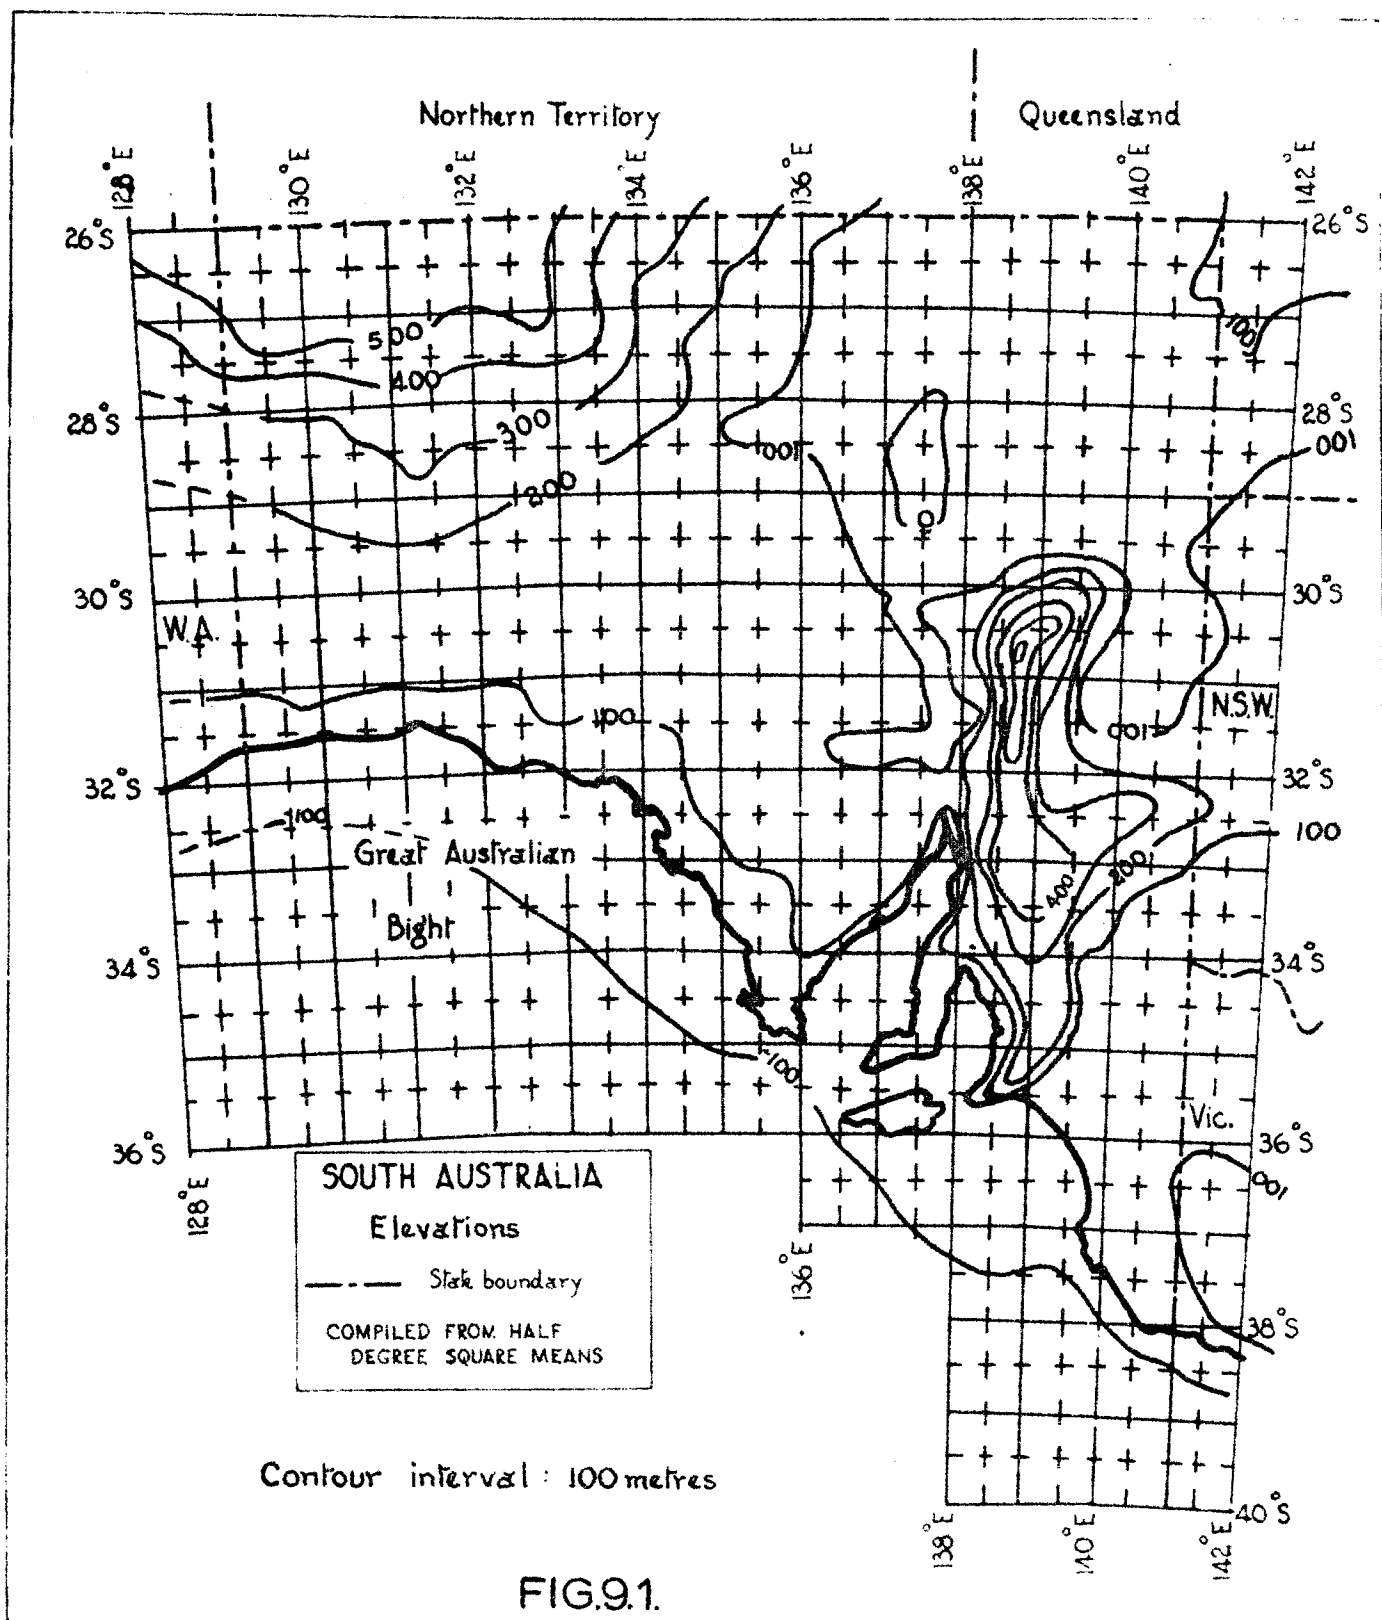 Northern Territory
Queensland
128°E
130°E
132°E
134°E
136°E
138°E
140°E
142°E
26°S
26°S
500
100
400
28°S
300
28°S
100
100
200
10
30°S
30°S
W.A.
N.S.W.
100
100
32°S
32°S
-100
100
Great Australian
400
200
Bight
34°S
34°S
-100
Vic.
36°S
36°S
100
128°E
SOUTH AUSTRALIA
Elevations
State boundary
COMPILED FROM HALF
DEGREE SQUARE MEANS
136°E
38°S
Contour interval : 100 metres
40°S
138°E
140°E
142°E
FIG.9.1.